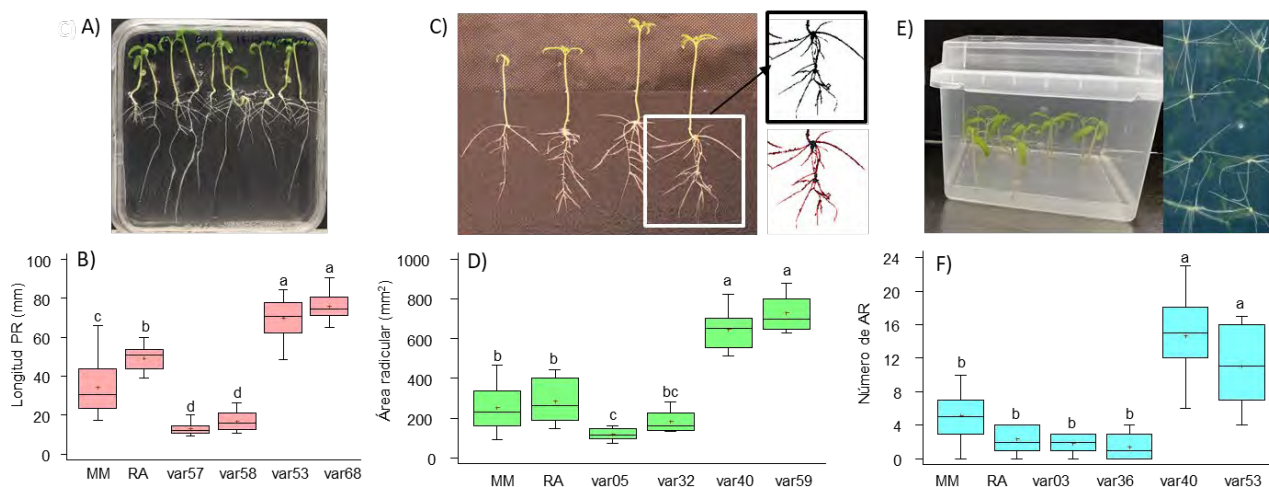 A)
C)
E)
B)
Longitud PR (mm)
100
80
60
40
20
0
c
b
d
d
a
a
MM RA var57 var58 var53 var68
D)
Área radicular (mm²)
1000
800
600
400
200
0
b
b
c
bc
a
a
MM RA var05 var32 var40 var59
F)
Número de AR
24
20
16
12
8
4
0
b
b
b
b
a
a
MM RA var03 var36 var40 var53